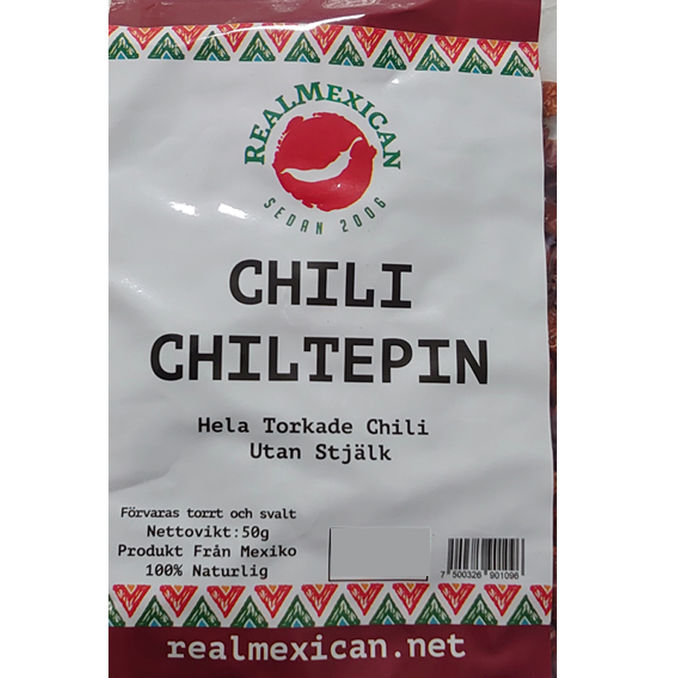 REALMEXICAN
SEDAN 2006
CHILI
CHILTEPIN
Hela Torkade Chili
Utan Stjälk
Förvaras torrt och svalt
Nettovikt:50g
Produkt Från Mexiko
100% Naturlig
7 500326 901096
realmexican.net